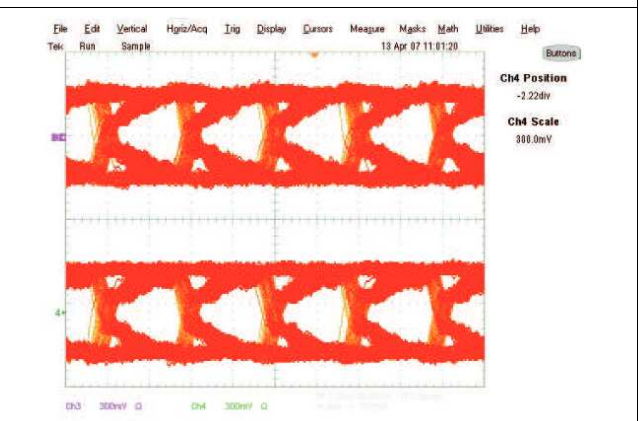 File Edit Vertical Horiz/Acq Trig Display Cursors Measure Masks Math Utilities Help
Tek Run Sample 13 Apr 07 11:01:20 Buttons
Ch4 Position
-2.22div
Ch4 Scale
300.0mV
4
Ch3 300mV Ω Ch4 300mV Ω